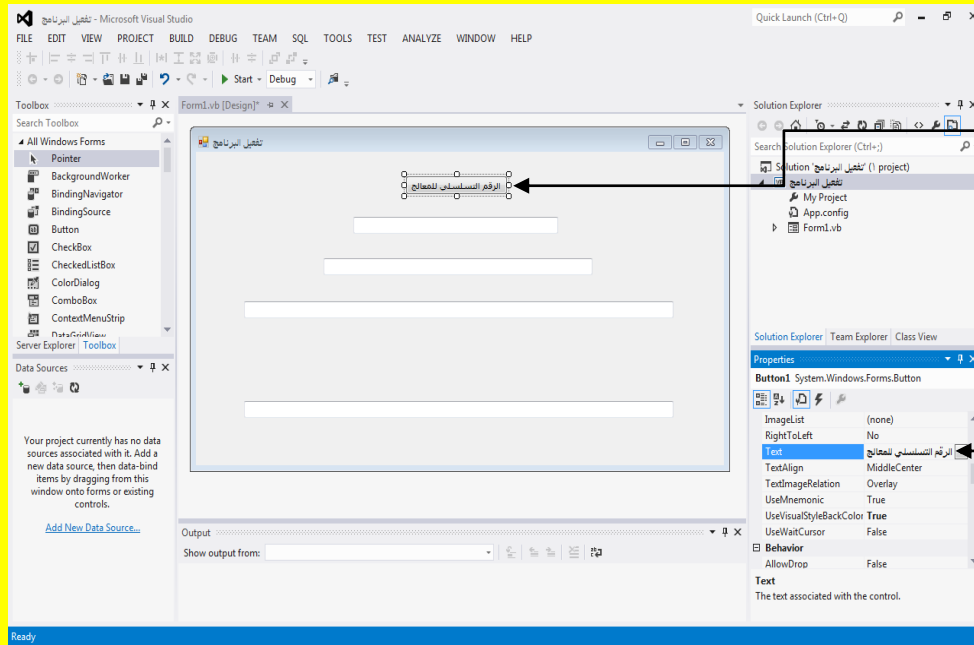 تفعيل البرنامج - Microsoft Visual Studio
Quick Launch (Ctrl+Q)
FILE EDIT VIEW PROJECT BUILD DEBUG TEAM SQL TOOLS TEST ANALYZE WINDOW HELP
Start Debug
Toolbox
Search Toolbox
All Windows Forms
Pointer
BackgroundWorker
BindingNavigator
BindingSource
Button
CheckBox
CheckedListBox
ColorDialog
ComboBox
ContextMenuStrip
DataGridView
Server Explorer Toolbox
Data Sources
Your project currently has no data
sources associated with it. Add a
new data source, then data-bind
items by dragging from this
window onto forms or existing
controls.
Add New Data Source...
Form1.vb [Design]*
تفعيل البرنامج
الرقم التسلسلي للمعالج
Output
Show output from:
Solution Explorer
Search Solution Explorer (Ctrl+;)
Solution 'تفعيل البرنامج' (1 project)
تفعيل البرنامج
My Project
App.config
Form1.vb
Solution Explorer Team Explorer Class View
Properties
Button1 System.Windows.Forms.Button
ImageList (none)
RightToLeft No
Text الرقم التسلسلي للمعالج
TextAlign MiddleCenter
TextImageRelation Overlay
UseMnemonic True
UseVisualStyleBackColor True
UseWaitCursor False
Behavior
AllowDrop False
Text
The text associated with the control.
Ready